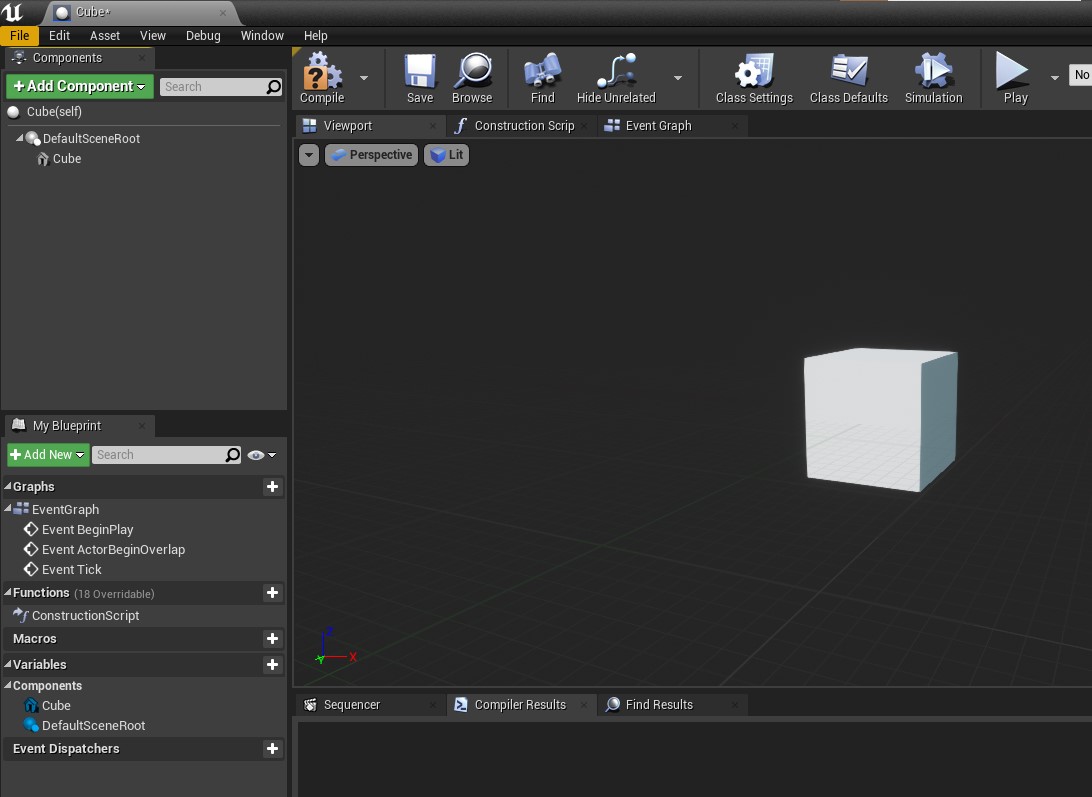 Cube*
File Edit Asset View Debug Window Help
Components
+ Add Component
Search
Cube(self)
DefaultSceneRoot
Cube
Compile Save Browse Find Hide Unrelated Class Settings Class Defaults Simulation Play No
Viewport Construction Scrip Event Graph
Perspective Lit
My Blueprint
+ Add New Search
Graphs
EventGraph
Event BeginPlay
Event ActorBeginOverlap
Event Tick
Functions (18 Overridable)
ConstructionScript
Macros
Variables
Components
Cube
DefaultSceneRoot
Event Dispatchers
Z
Y X
Sequencer Compiler Results Find Results